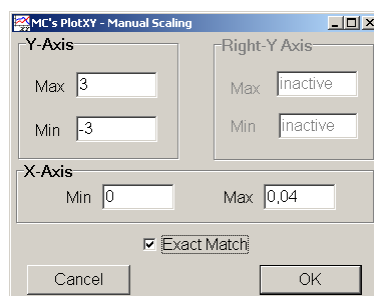 MC's PlotXY - Manual Scaling
Y-Axis
Right-Y Axis
Max 3
Max inactive
Min -3
Min inactive
X-Axis
Min 0 Max 0,04
Exact Match
Cancel OK